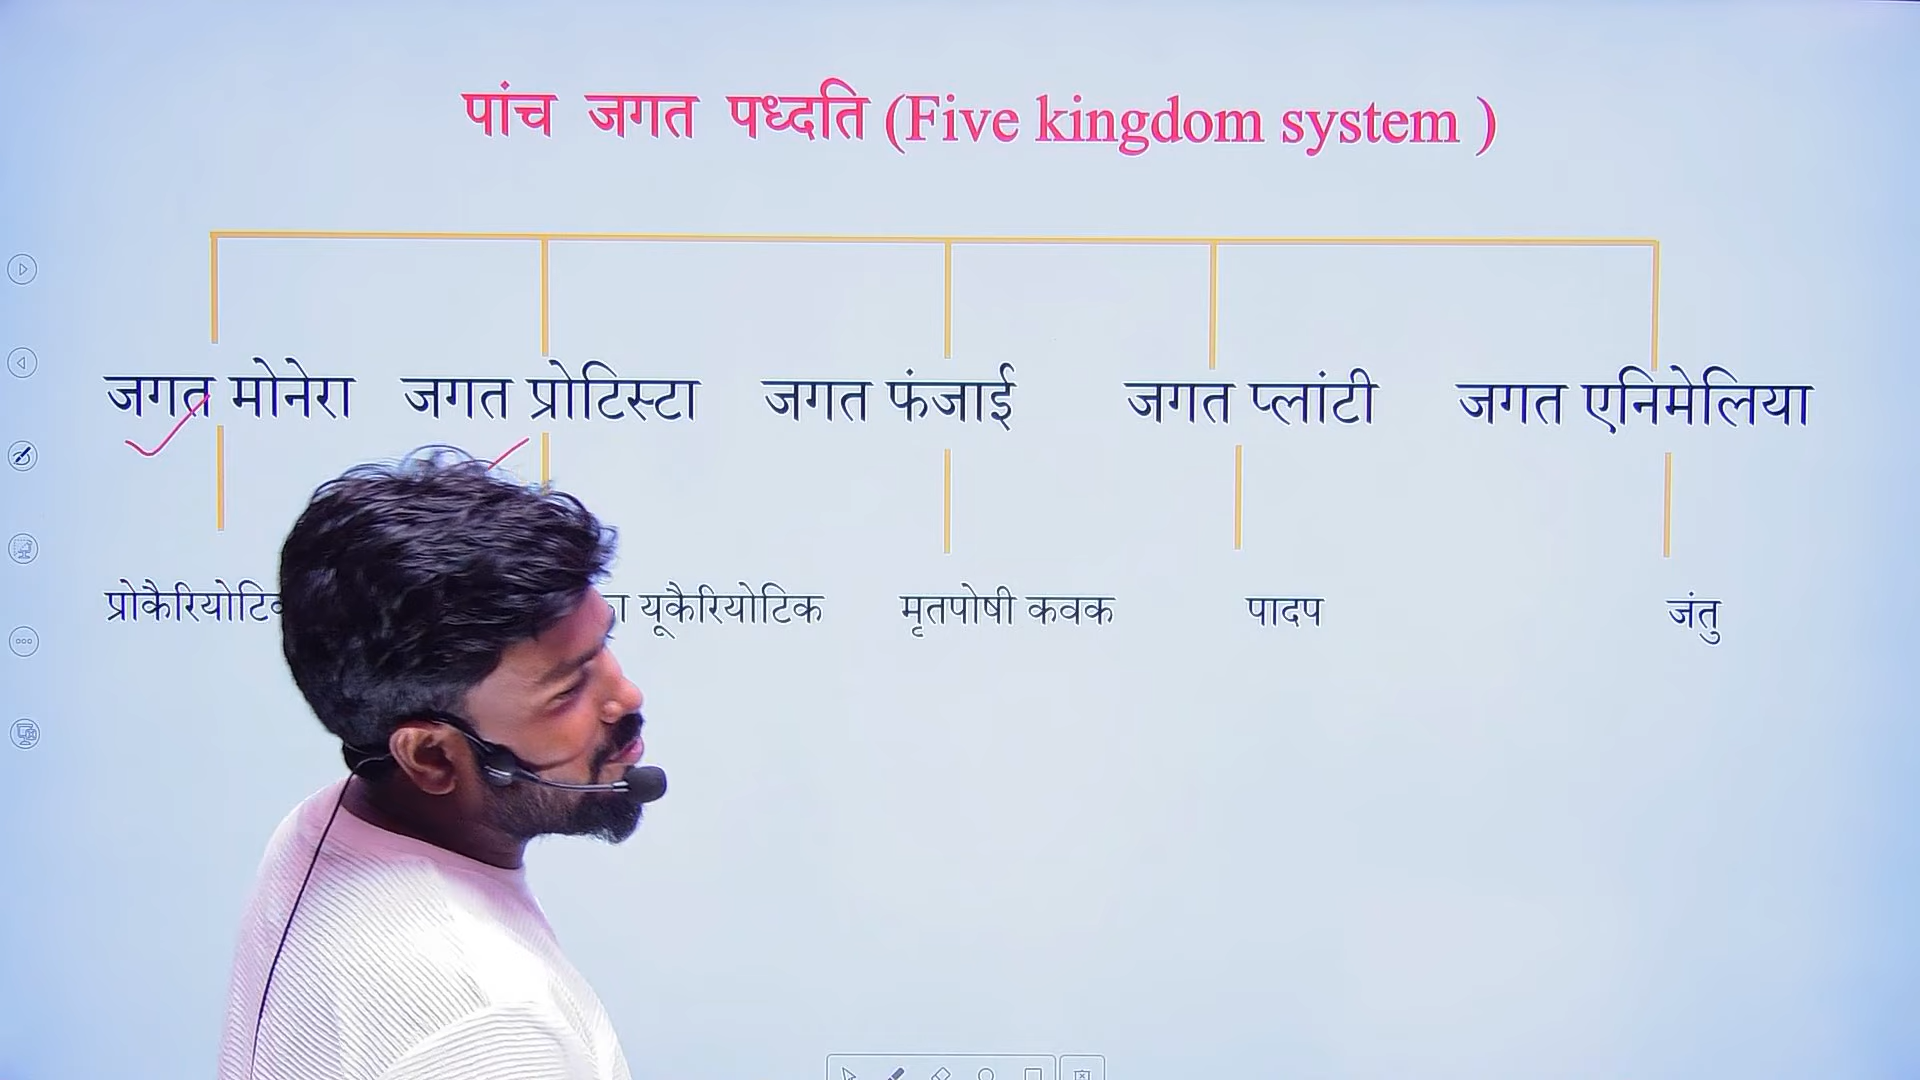 पांच जगत पध्दति (Five kingdom system )
जगत मोनेरा जगत प्रोटिस्टा जगत फंजाई जगत प्लांटी जगत एनिमेलिया
यूकैरियोटिक मृतपोषी कवक पादप जंतु